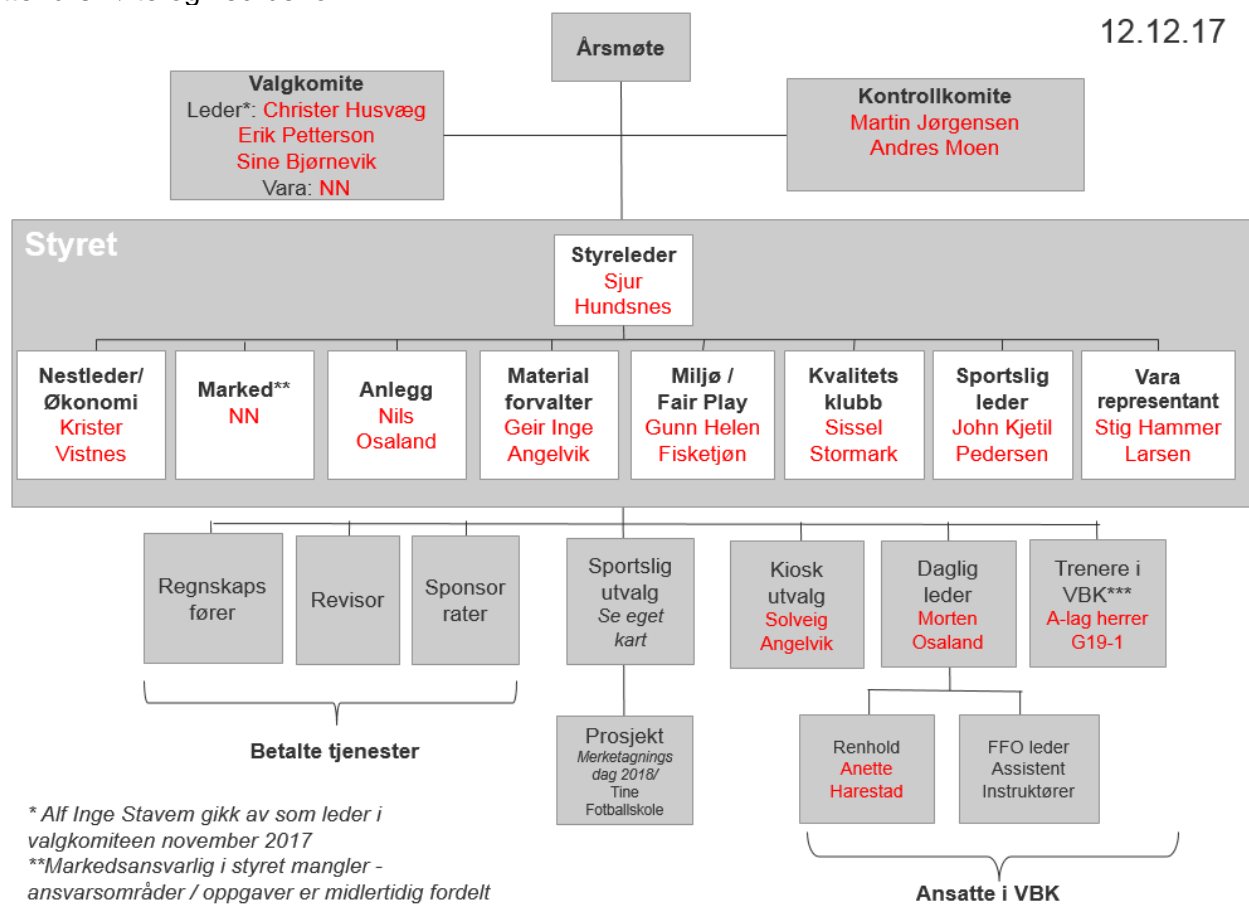 12.12.17
Årsmøte
Valgkomite
Leder*: Christer Husvæg
Erik Petterson
Sine Bjørnevik
Vara: NN
Kontrollkomite
Martin Jørgensen
Andres Moen
Styret
Styreleder
Sjur
Hundsnes
Nestleder/
Økonomi
Krister
Vistnes
Marked**
NN
Anlegg
Nils
Osaland
Material
forvalter
Geir Inge
Angelvik
Miljø /
Fair Play
Gunn Helen
Fisketjøn
Kvalitets
klubb
Sissel
Stormark
Sportslig
leder
John Kjetil
Pedersen
Vara
representant
Stig Hammer
Larsen
Regnskaps
fører
Revisor
Sponsor
rater
Sportslig
utvalg
Se eget
kart
Kiosk
utvalg
Solveig
Angelvik
Daglig
leder
Morten
Osaland
Trenere i
VBK***
A-lag herrer
G19-1
Betalte tjenester
Prosjekt
Merketagnings
dag 2018/
Tine
Fotballskole
Renhold
Anette
Harestad
FFO leder
Assistent
Instruktører
Ansatte i VBK
* Alf Inge Stavem gikk av som leder i
valgkomiteen november 2017
**Markedsansvarlig i styret mangler -
ansvarsområder / oppgaver er midlertidig fordelt